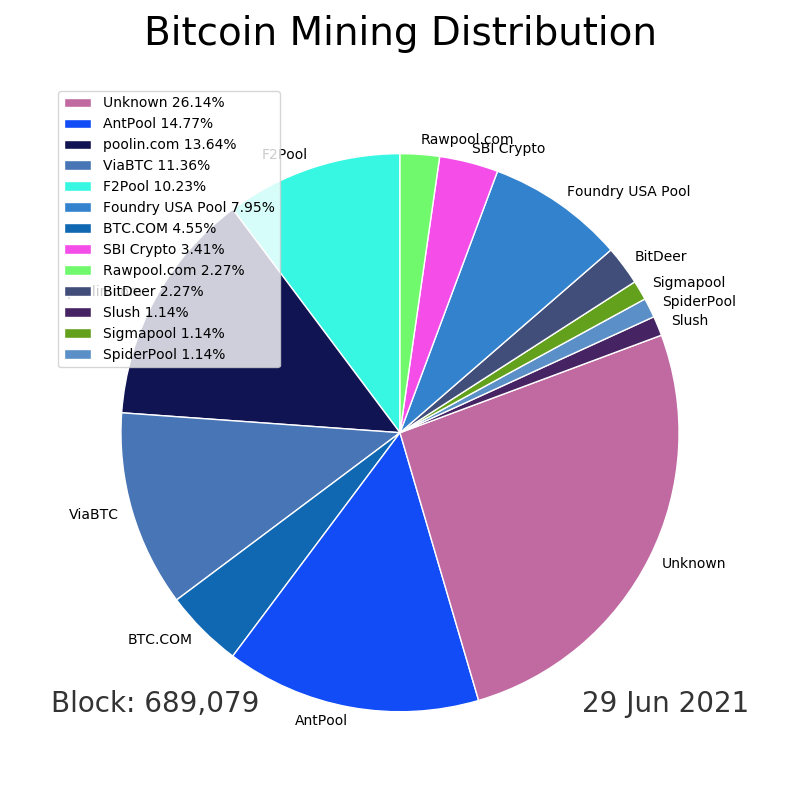 Bitcoin Mining Distribution
Unknown 26.14%
AntPool 14.77%
poolin.com 13.64%
ViaBTC 11.36%
F2Pool 10.23%
Foundry USA Pool 7.95%
BTC.COM 4.55%
SBI Crypto 3.41%
Rawpool.com 2.27%
BitDeer 2.27%
Slush 1.14%
Sigmapool 1.14%
SpiderPool 1.14%
F2Pool
Rawpool.com
SBI Crypto
Foundry USA Pool
BitDeer
Sigmapool
SpiderPool
Slush
ViaBTC
Unknown
BTC.COM
AntPool
Block: 689,079
29 Jun 2021